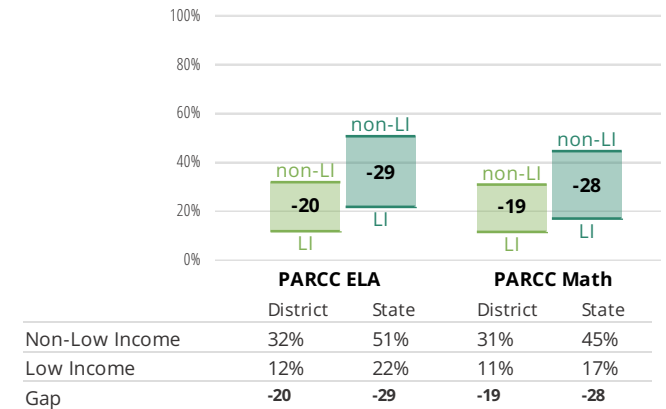 100%
80%
60%
40%
20%
0%
non-LI
-20
LI
non-LI
-29
LI
non-LI
-19
LI
non-LI
-28
LI
PARCC ELA PARCC Math
District State District State
Non-Low Income 32% 51% 31% 45%
Low Income 12% 22% 11% 17%
Gap -20 -29 -19 -28